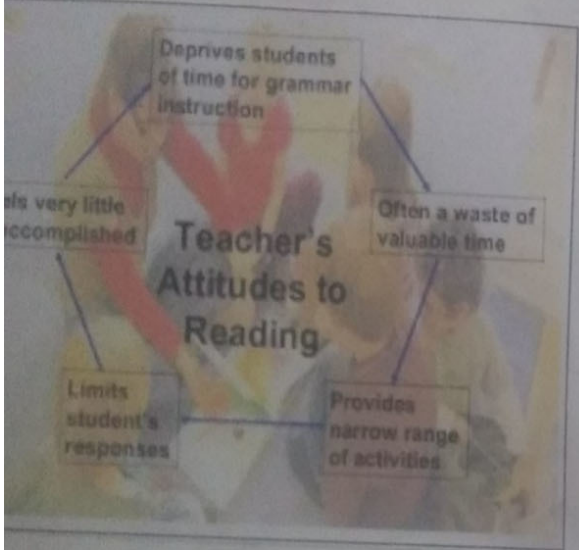 Deprives students
of time for grammar
instruction
Often a waste of
valuable time
Provides
narrow range
of activities
Limits
student's
responses
very little
Teacher's
Attitudes to
Reading